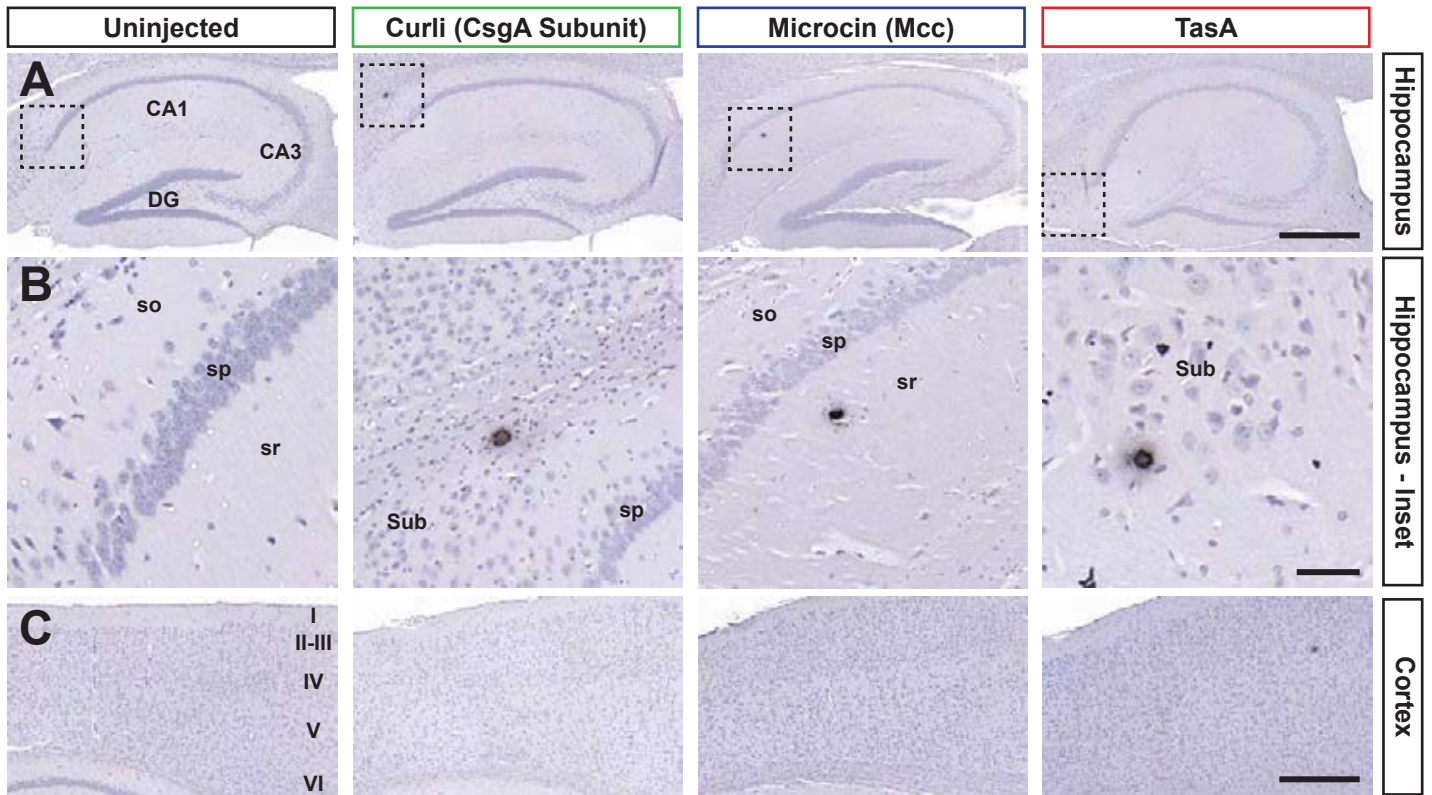 Uninjected
Curli (CsgA Subunit)
Microcin (Mcc)
TasA
A
CA1
CA3
DG
Hippocampus
B
so
sp
sr
Sub
sp
so
sp
sr
Sub
Hippocampus - Inset
C
I
II-III
IV
V
VI
Cortex